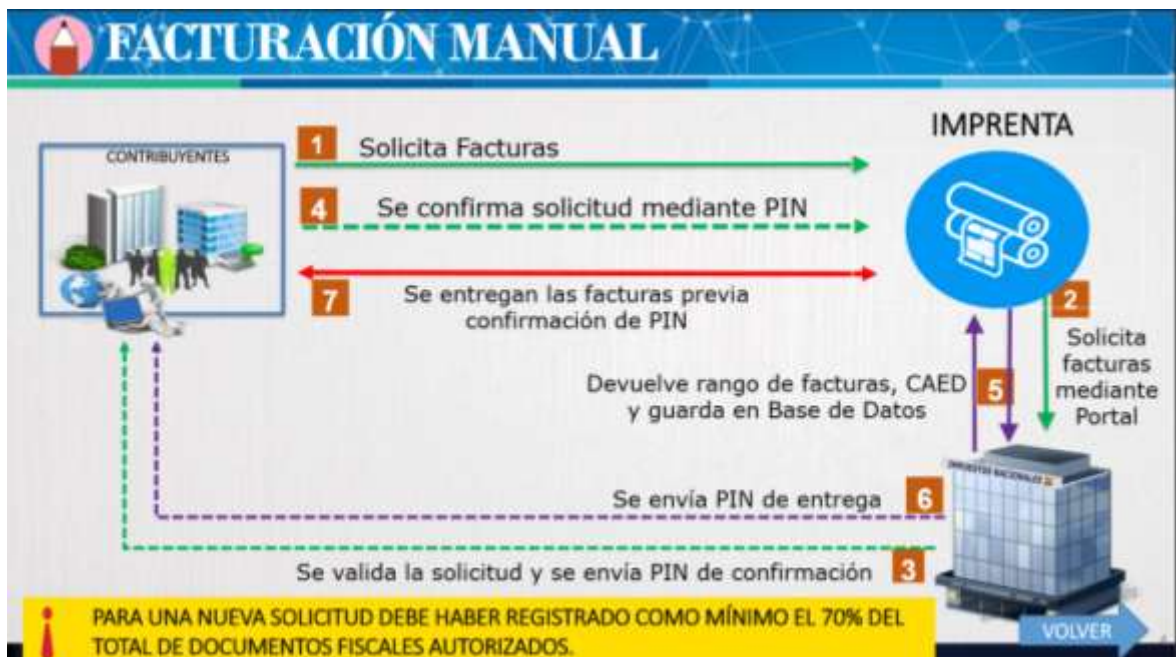 FACTURACIÓN MANUAL
IMPRENTA
CONTRIBUYENTES
1
Solicita Facturas
4
Se confirma solicitud mediante PIN
7
Se entregan las facturas previa
confirmación de PIN
2
Solicita
facturas
mediante
Portal
Devuelve rango de facturas, CAED
y guarda en Base de Datos
5
IMPUESTOS NACIONALES
Se envía PIN de entrega
6
Se valida la solicitud y se envía PIN de confirmación
3
PARA UNA NUEVA SOLICITUD DEBE HABER REGISTRADO COMO MÍNIMO EL 70% DEL
TOTAL DE DOCUMENTOS FISCALES AUTORIZADOS.
VOLVER